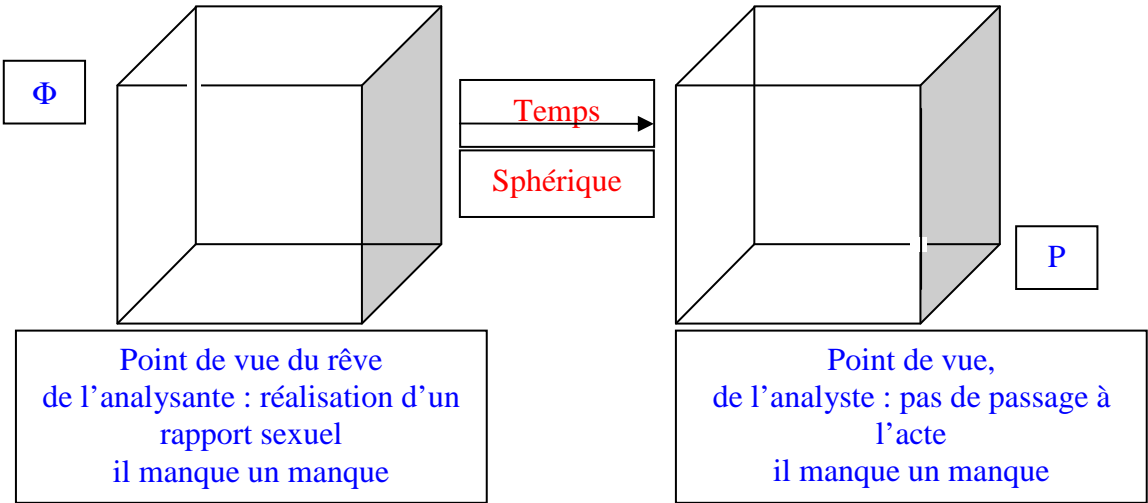 Φ
Temps
Sphérique
P
Point de vue du rêve
de l’analysante : réalisation d’un
rapport sexuel
il manque un manque
Point de vue,
de l’analyste : pas de passage à
l’acte
il manque un manque